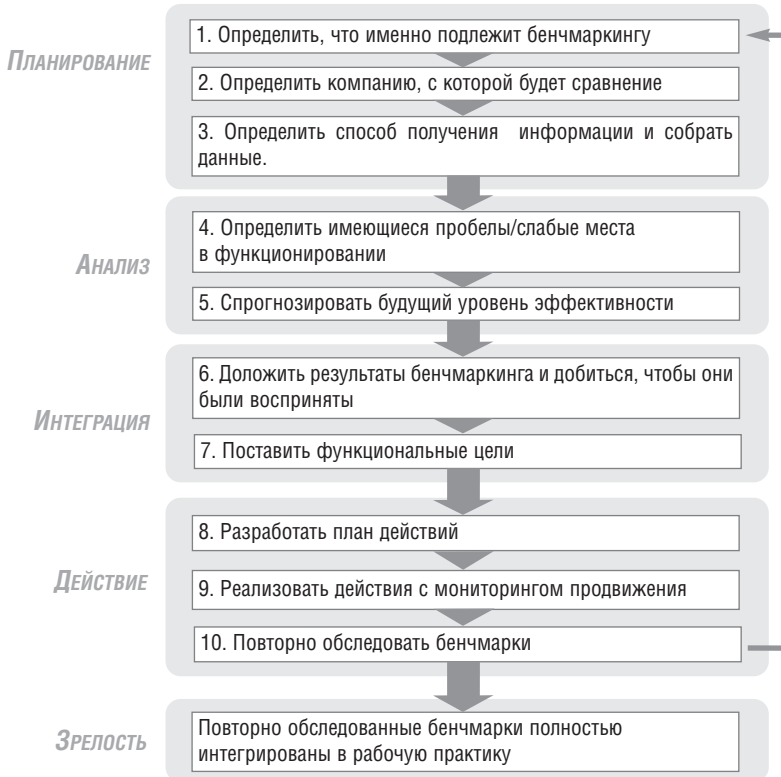 ПЛАНИРОВАНИЕ
1. Определить, что именно подлежит бенчмаркингу
2. Определить компанию, с которой будет сравнение
3. Определить способ получения информации и собрать
данные.
АНАЛИЗ
4. Определить имеющиеся пробелы/слабые места
в функционировании
5. Спрогнозировать будущий уровень эффективности
ИНТЕГРАЦИЯ
6. Доложить результаты бенчмаркинга и добиться, чтобы они
были восприняты
7. Поставить функциональные цели
ДЕЙСТВИЕ
8. Разработать план действий
9. Реализовать действия с мониторингом продвижения
10. Повторно обследовать бенчмарки
ЗРЕЛОСТЬ
Повторно обследованные бенчмарки полностью
интегрированы в рабочую практику